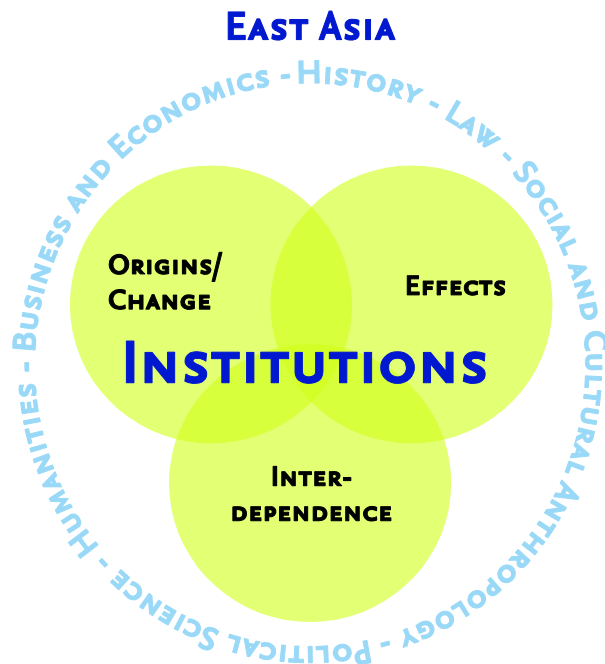 East Asia
Business and Economics - History - Law - Social and Cultural Anthropology - Political Science - Humanities -
Origins/
Change
Effects
Institutions
Inter-
dependence